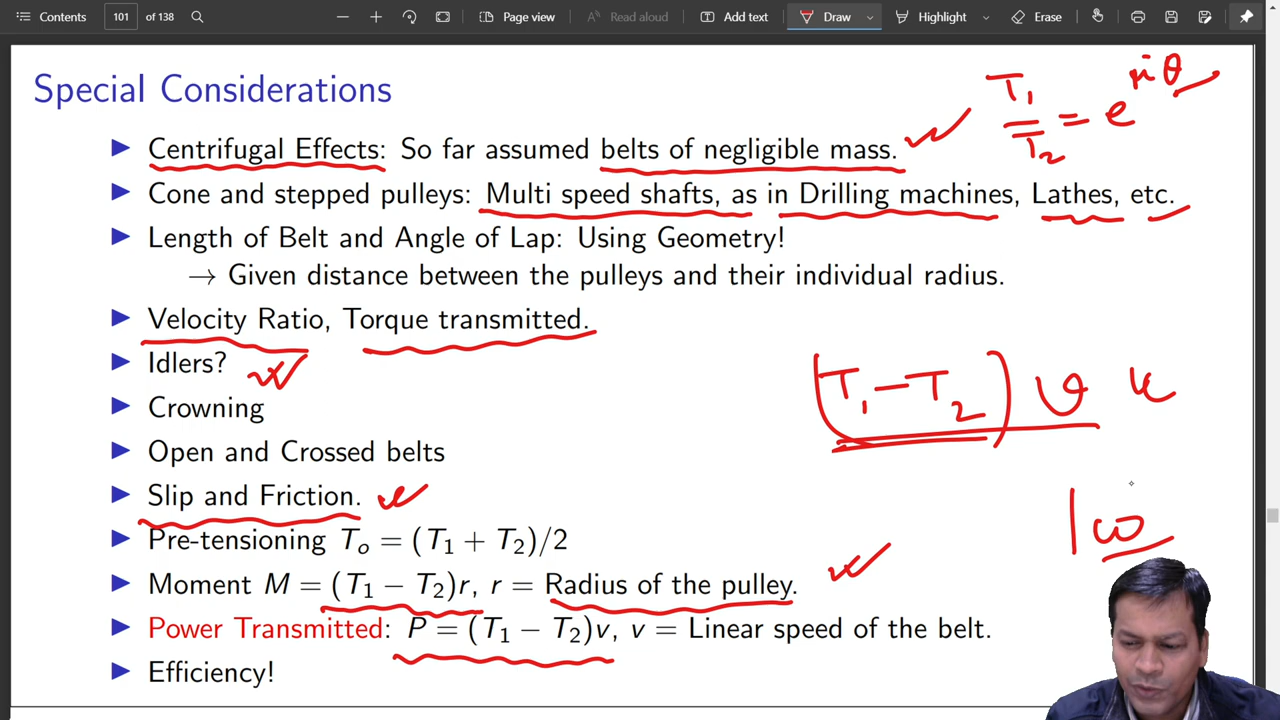 Contents 101 of 138 Page view Read aloud Add text Draw Highlight Erase
Special Considerations
Centrifugal Effects: So far assumed belts of negligible mass.
T₁/T₂ = e^μθ
Cone and stepped pulleys: Multi speed shafts, as in Drilling machines, Lathes, etc.
Length of Belt and Angle of Lap: Using Geometry!
→ Given distance between the pulleys and their individual radius.
Velocity Ratio, Torque transmitted.
Idlers?
(T₁ − T₂) v
Crowning
Open and Crossed belts
Slip and Friction.
ω
Pre-tensioning Tₒ = (T₁ + T₂)/2
Moment M = (T₁ − T₂)r, r = Radius of the pulley.
Power Transmitted: P = (T₁ − T₂)v, v = Linear speed of the belt.
Efficiency!